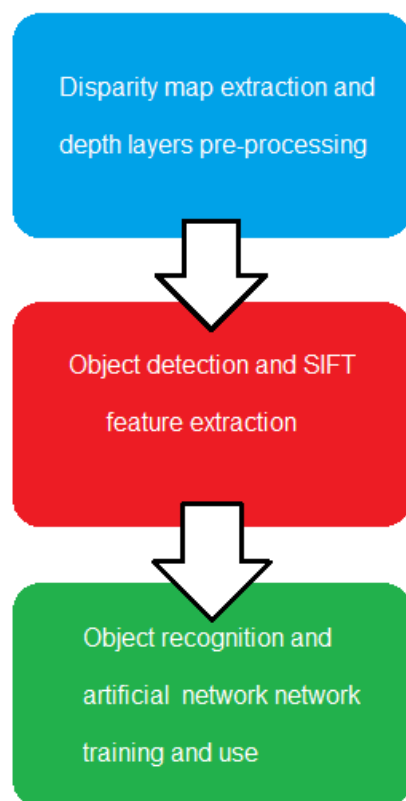 Disparity map extraction and
depth layers pre-processing
Object detection and SIFT
feature extraction
Object recognition and
artificial network network
training and use